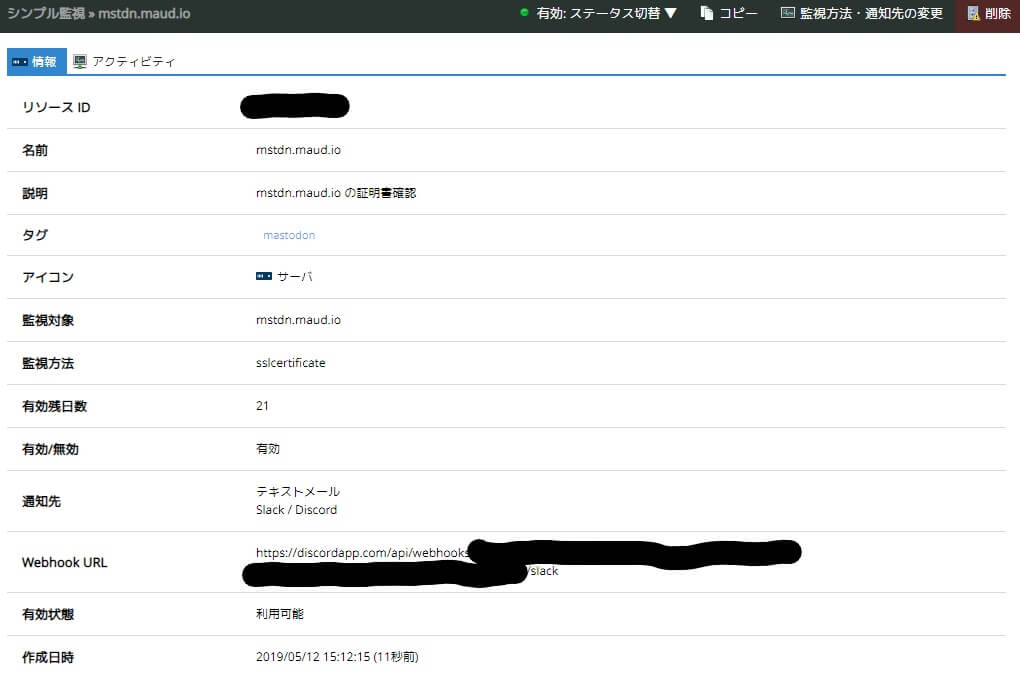 シンプル監視 » mstdn.maud.io
有効: ステータス切替 ▼
コピー
監視方法・通知先の変更
削除
情報
アクティビティ
リソース ID
名前
mstdn.maud.io
説明
mstdn.maud.io の証明書確認
タグ
mastodon
アイコン
サーバ
監視対象
mstdn.maud.io
監視方法
sslcertificate
有効残日数
21
有効/無効
有効
通知先
テキストメール
Slack / Discord
Webhook URL
https://discordapp.com/api/webhooks
/slack
有効状態
利用可能
作成日時
2019/05/12 15:12:15 (11秒前)